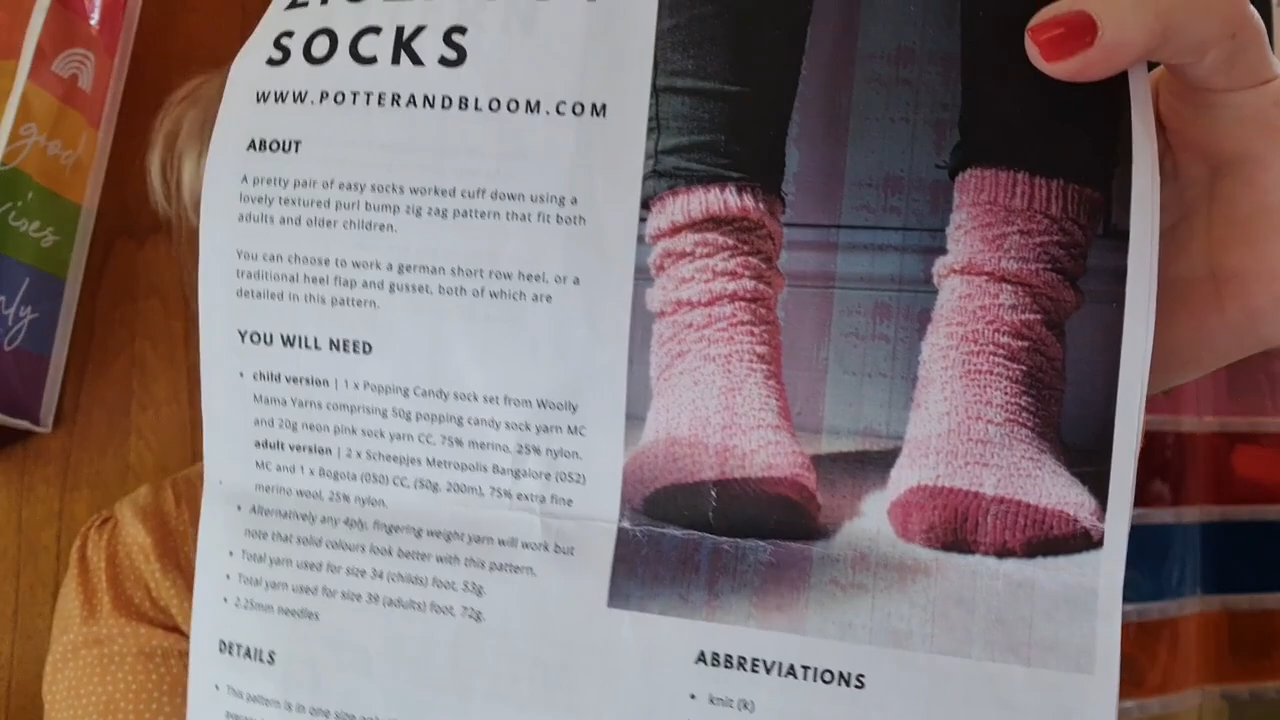 SOCKS
WWW.POTTERANDBLOOM.COM
ABOUT
A pretty pair of easy socks worked cuff down using a
lovely textured purl bump zig zag pattern that fit both
adults and older children.
You can choose to work a german short row heel, or a
traditional heel flap and gusset, both of which are
detailed in this pattern.
YOU WILL NEED
• child version | 1 x Popping Candy sock set from Woolly
Mama Yarns comprising 50g popping candy sock yarn MC
and 20g neon pink sock yarn CC, 75% merino, 25% nylon.
adult version | 2 x Scheepjes Metropolis Bangalore (052)
MC and 1 x Bogota (050) CC, (50g, 200m), 75% extra fine
merino wool, 25% nylon.
• Alternatively any 4ply, fingering weight yarn will work but
note that solid colours look better with this pattern.
• Total yarn used for size 34 (childs) foot, 53g.
• Total yarn used for size 39 (adults) foot, 72g.
• 2.25mm needles
DETAILS
• This pattern is in one size
ABBREVIATIONS
• knit (k)
good